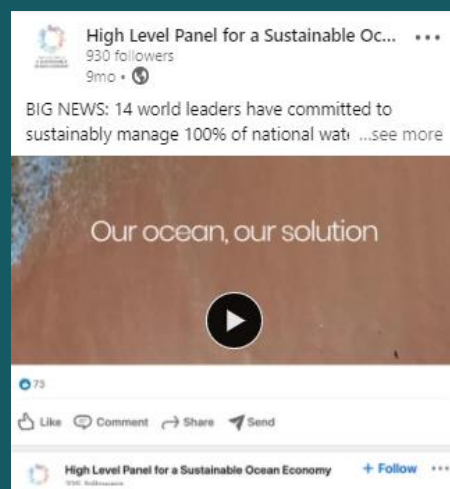 High Level Panel for a Sustainable Oc... •••
930 followers
9mo •
BIG NEWS: 14 world leaders have committed to
sustainably manage 100% of national wat ...see more
Our ocean, our solution
73
Like Comment Share Send
High Level Panel for a Sustainable Ocean Economy + Follow •••
followers